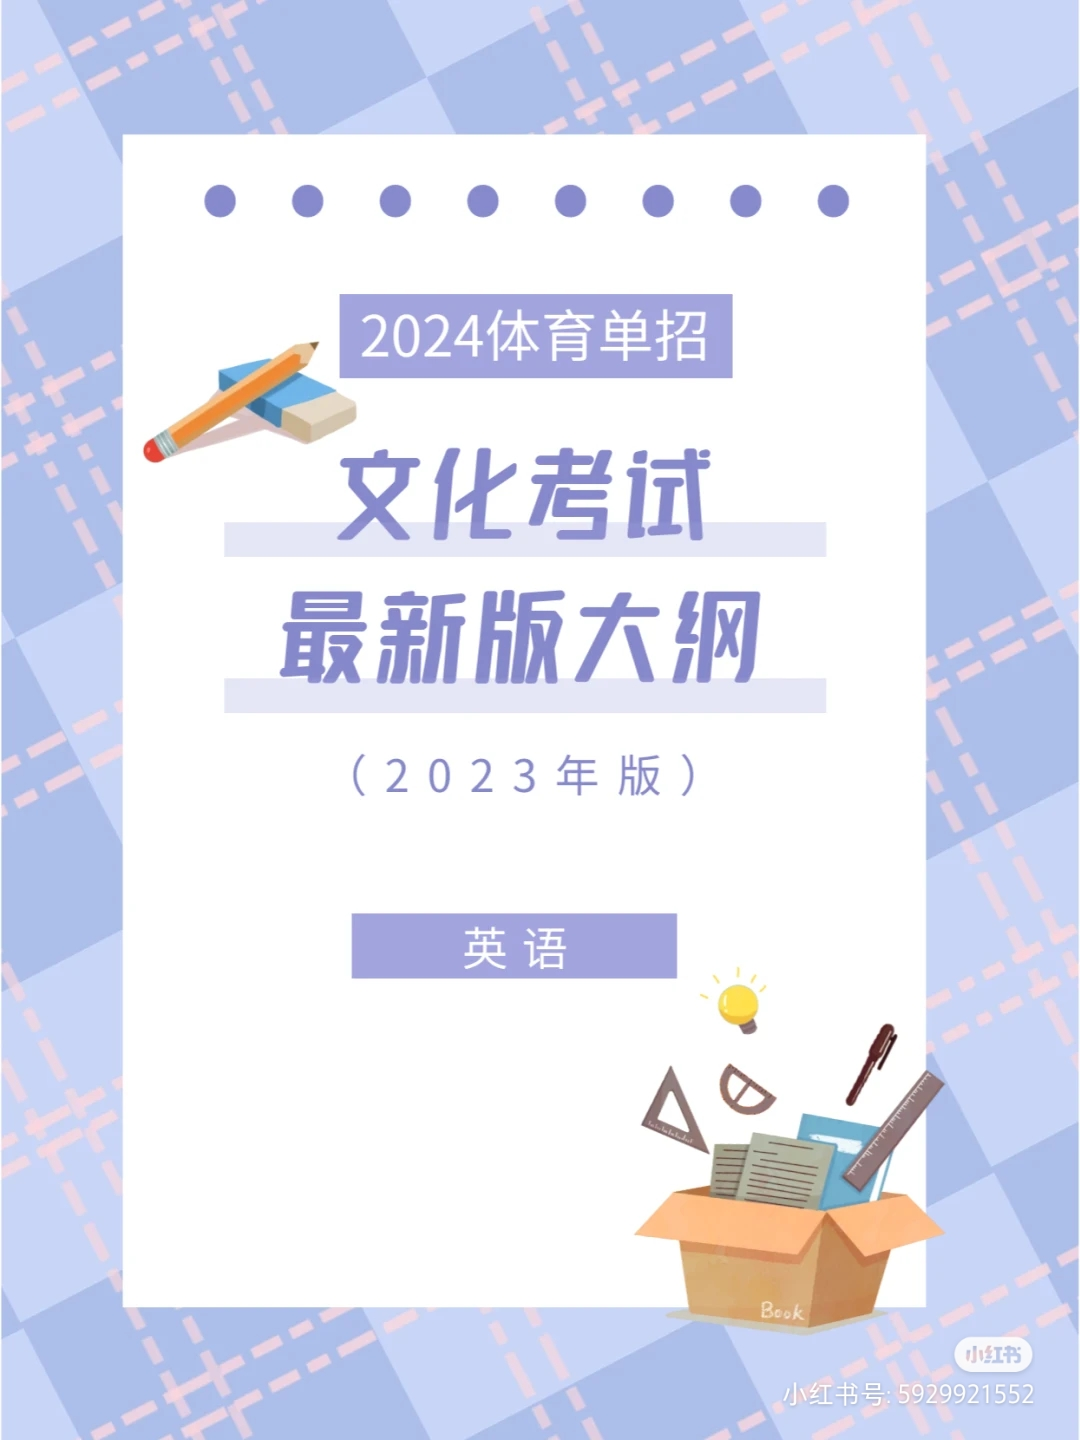 2024体育单招
文化考试
最新版大纲
（2023年版）
英语
Book
小红书
小红书号: 5929921552